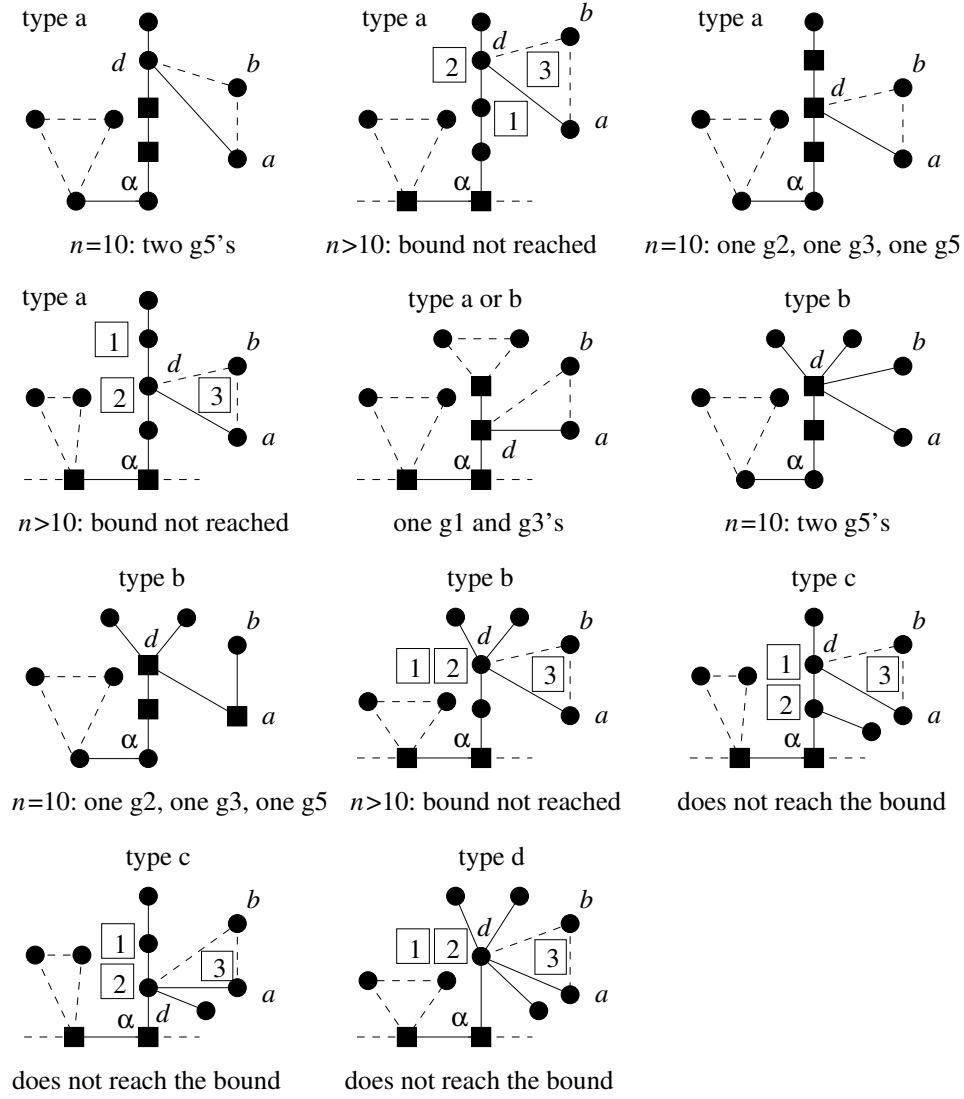 type a
d
b
a
α
n=10: two g5's
type a
d
b
2
3
1
a
α
n>10: bound not reached
type a
d
b
a
α
n=10: one g2, one g3, one g5
type a
1
d
b
2
3
a
α
n>10: bound not reached
type a or b
b
a
d
α
one g1 and g3's
type b
d
b
a
α
n=10: two g5's
type b
d
b
a
α
n=10: one g2, one g3, one g5
type b
d
b
1 2
3
a
α
n>10: bound not reached
type c
b
d
1
3
2
a
α
does not reach the bound
type c
b
1
3
2
a
d
α
does not reach the bound
type d
b
d
1 2
3
a
α
does not reach the bound